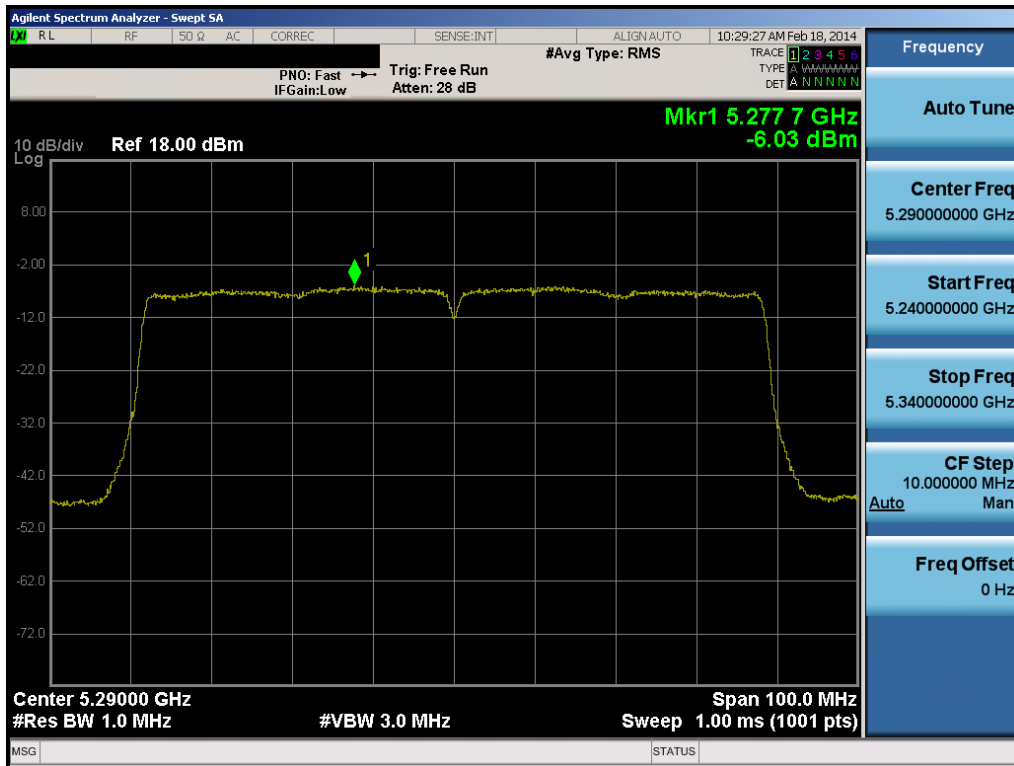 Agilent Spectrum Analyzer - Swept SA
LXI RL RF 50 Ω AC CORREC SENSE:INT ALIGN AUTO 10:29:27 AM Feb 18, 2014
PNO: Fast
IFGain:Low
Trig: Free Run
Atten: 28 dB
#Avg Type: RMS
TRACE 1 2 3 4 5 6
TYPE A WWWWW
DET A N N N N N
Mkr1 5.277 7 GHz
-6.03 dBm
10 dB/div Ref 18.00 dBm
Log
1
8.00
-2.00
-12.0
-22.0
-32.0
-42.0
-52.0
-62.0
-72.0
Center 5.29000 GHz Span 100.0 MHz
#Res BW 1.0 MHz #VBW 3.0 MHz Sweep 1.00 ms (1001 pts)
MSG STATUS
Frequency
Auto Tune
Center Freq
5.290000000 GHz
Start Freq
5.240000000 GHz
Stop Freq
5.340000000 GHz
CF Step
10.000000 MHz
Auto Man
Freq Offset
0 Hz